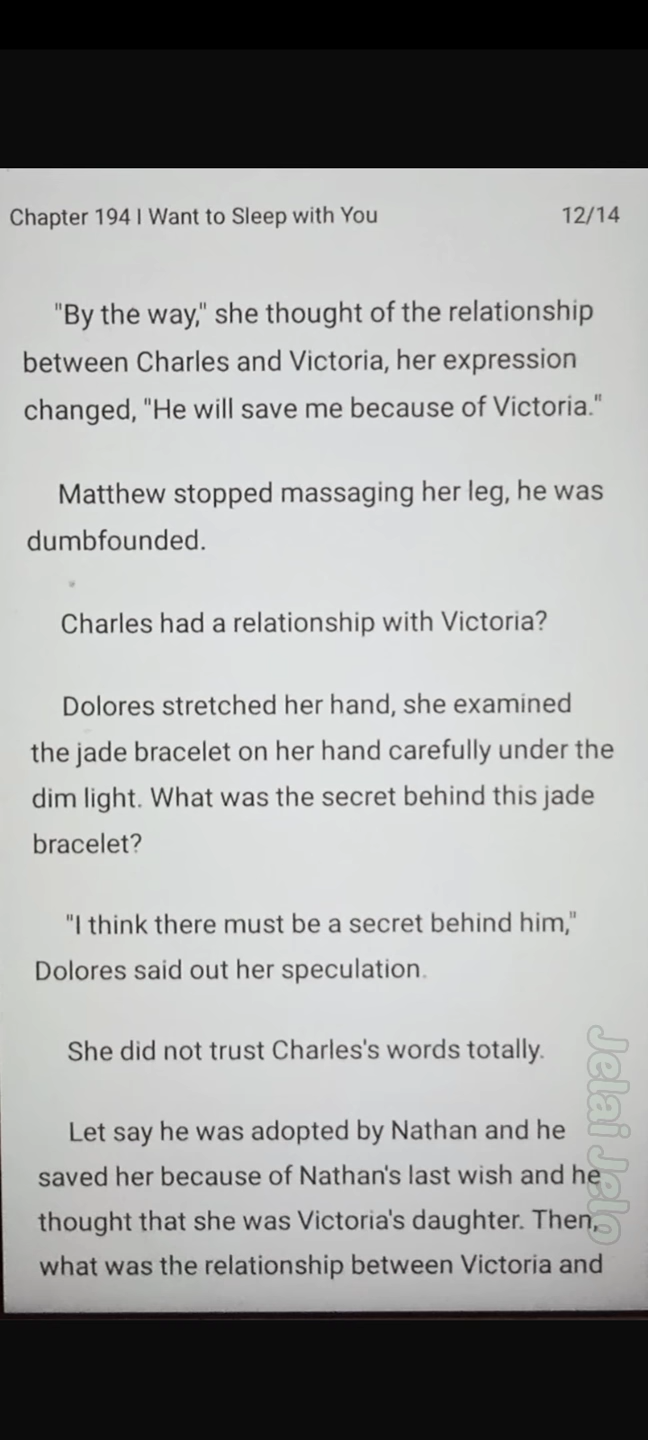 Chapter 194 I Want to Sleep with You 12/14
"By the way," she thought of the relationship
between Charles and Victoria, her expression
changed, "He will save me because of Victoria."
Matthew stopped massaging her leg, he was
dumbfounded.
Charles had a relationship with Victoria?
Dolores stretched her hand, she examined
the jade bracelet on her hand carefully under the
dim light. What was the secret behind this jade
bracelet?
"I think there must be a secret behind him,"
Dolores said out her speculation.
She did not trust Charles's words totally.
Let say he was adopted by Nathan and he
saved her because of Nathan's last wish and he
thought that she was Victoria's daughter. Then,
what was the relationship between Victoria and
Jelai Jelo